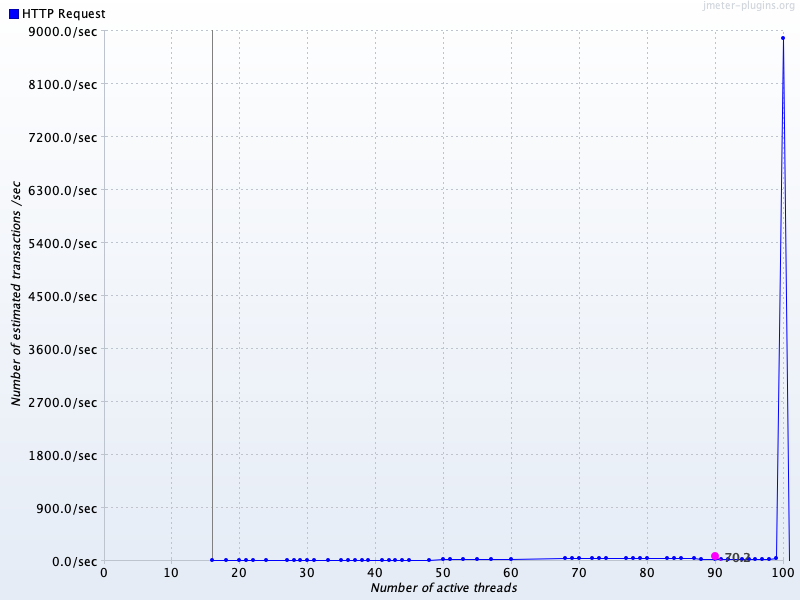 jmeter-plugins.org
HTTP Request
9000.0/sec
8100.0/sec
7200.0/sec
6300.0/sec
5400.0/sec
4500.0/sec
3600.0/sec
2700.0/sec
1800.0/sec
900.0/sec
0.0/sec
Number of estimated transactions /sec
70.2
0 10 20 30 40 50 60 70 80 90 100
Number of active threads